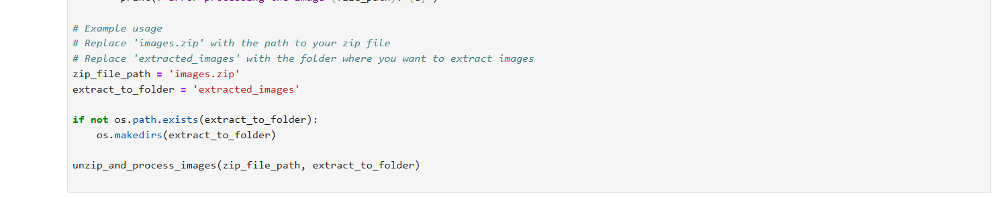 # Example usage
# Replace 'images.zip' with the path to your zip file
# Replace 'extracted_images' with the folder where you want to extract images
zip_file_path = 'images.zip'
extract_to_folder = 'extracted_images'
if not os.path.exists(extract_to_folder):
    os.makedirs(extract_to_folder)
unzip_and_process_images(zip_file_path, extract_to_folder)